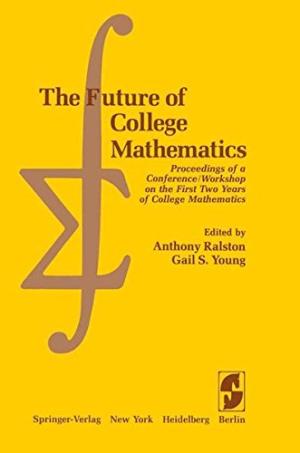 The Future of
College
Mathematics
Proceedings of a
Conference/Workshop
on the First Two Years
of College Mathematics
Edited by
Anthony Ralston
Gail S. Young
Springer-Verlag New York Heidelberg Berlin